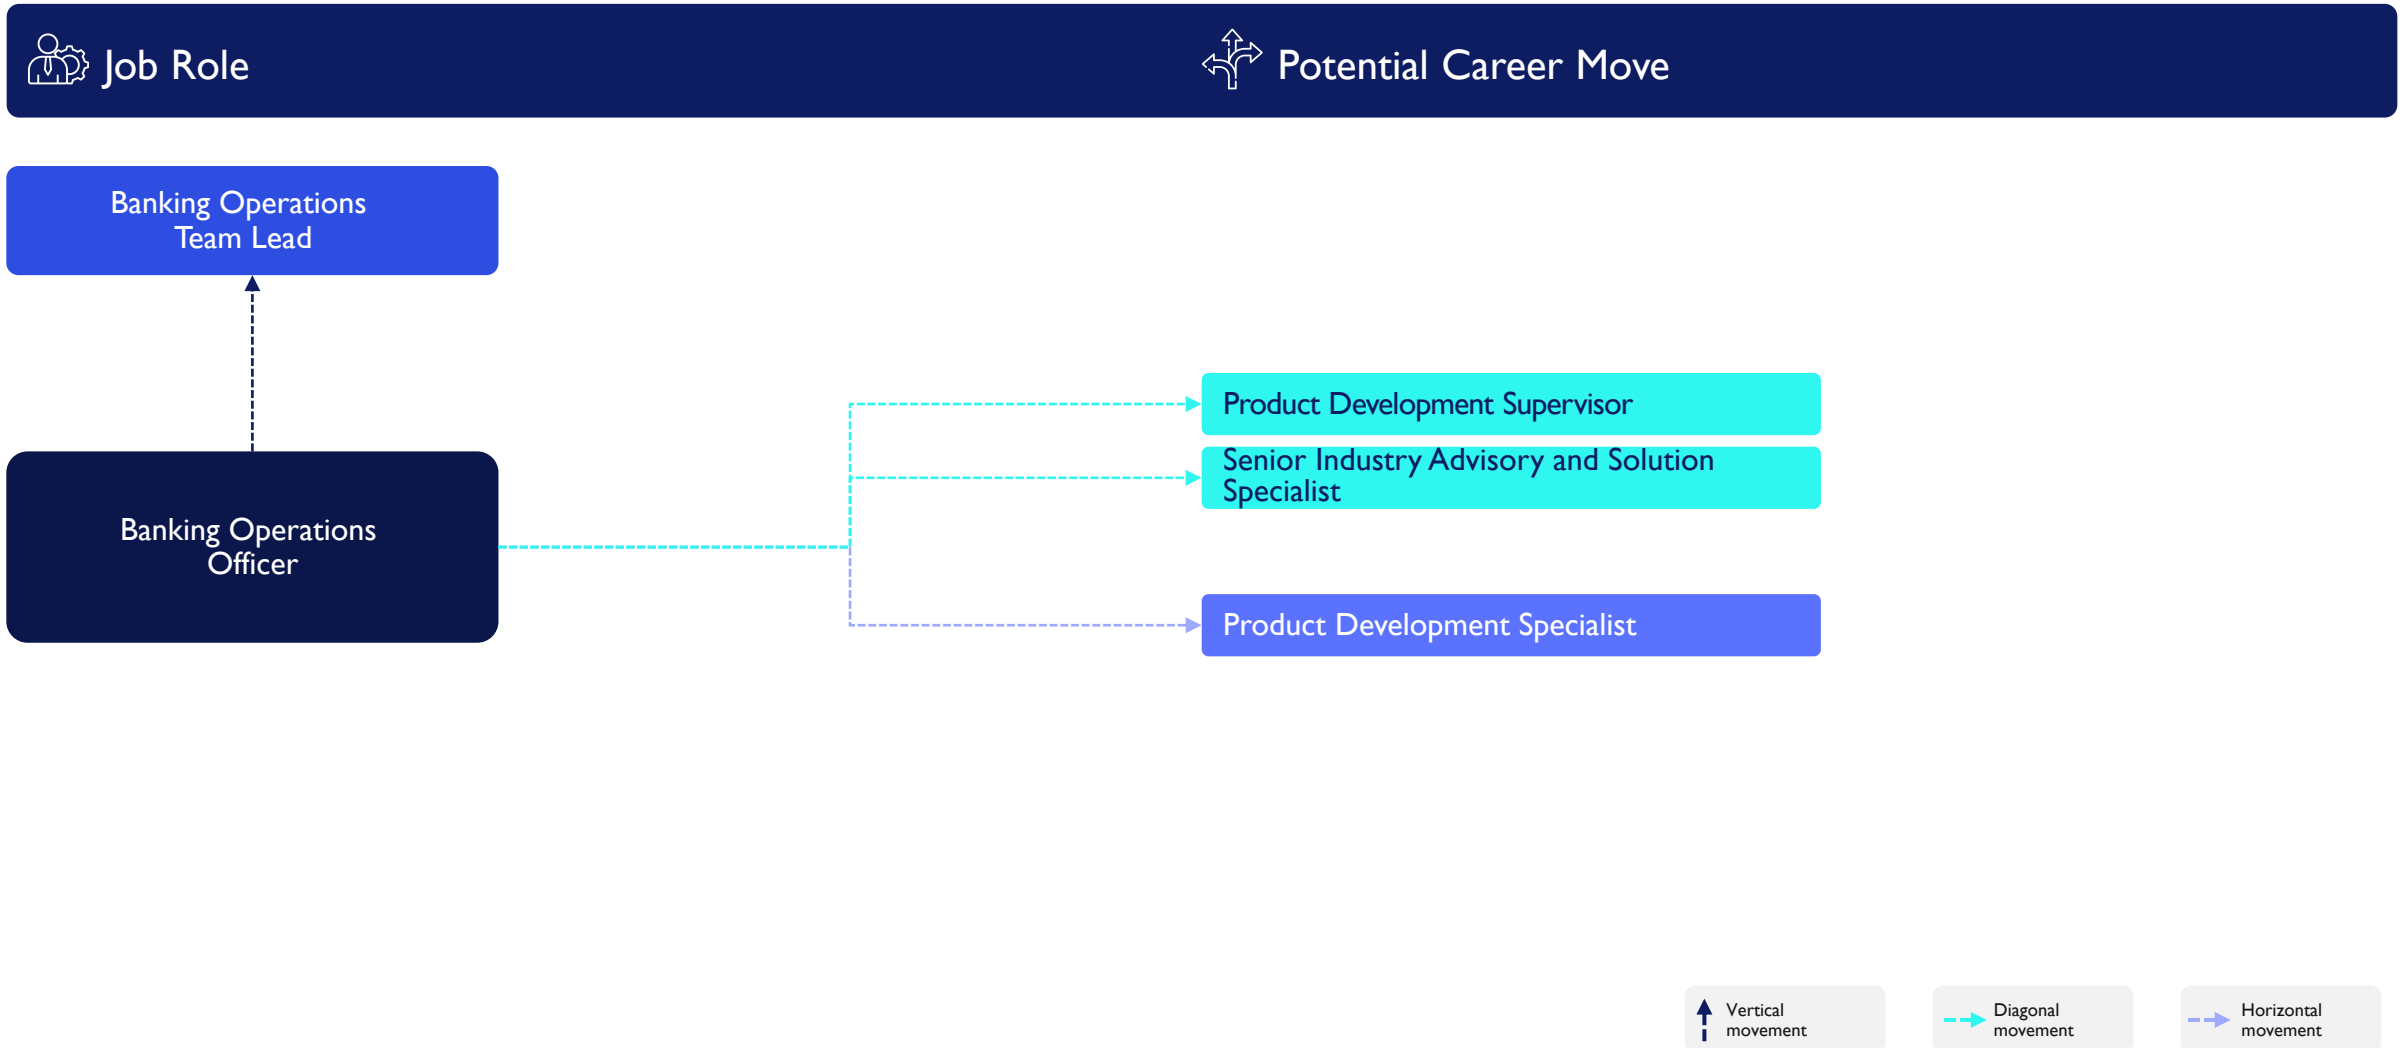 Job Role
Potential Career Move
Banking Operations
Team Lead
Product Development Supervisor
Senior Industry Advisory and Solution
Specialist
Banking Operations
Officer
Product Development Specialist
Vertical
movement
Diagonal
movement
Horizontal
movement